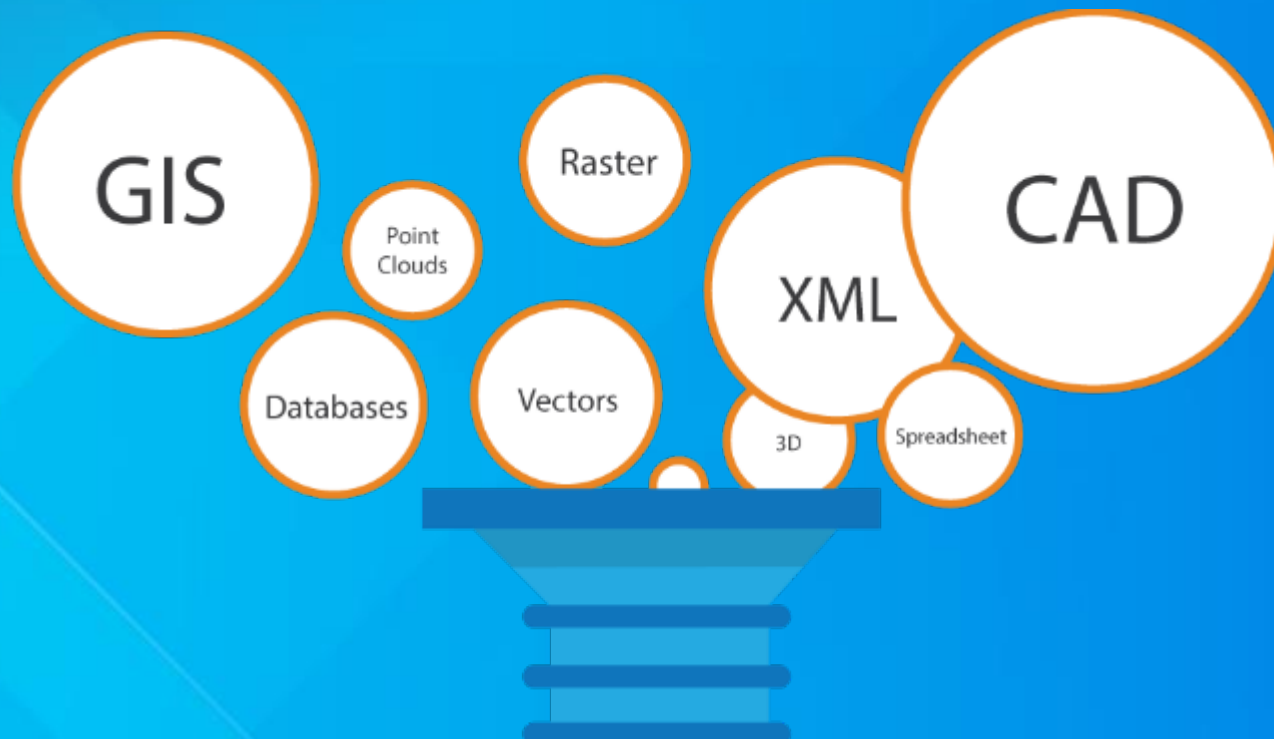 GIS
Point
Clouds
Raster
CAD
XML
Databases
Vectors
3D
Spreadsheet